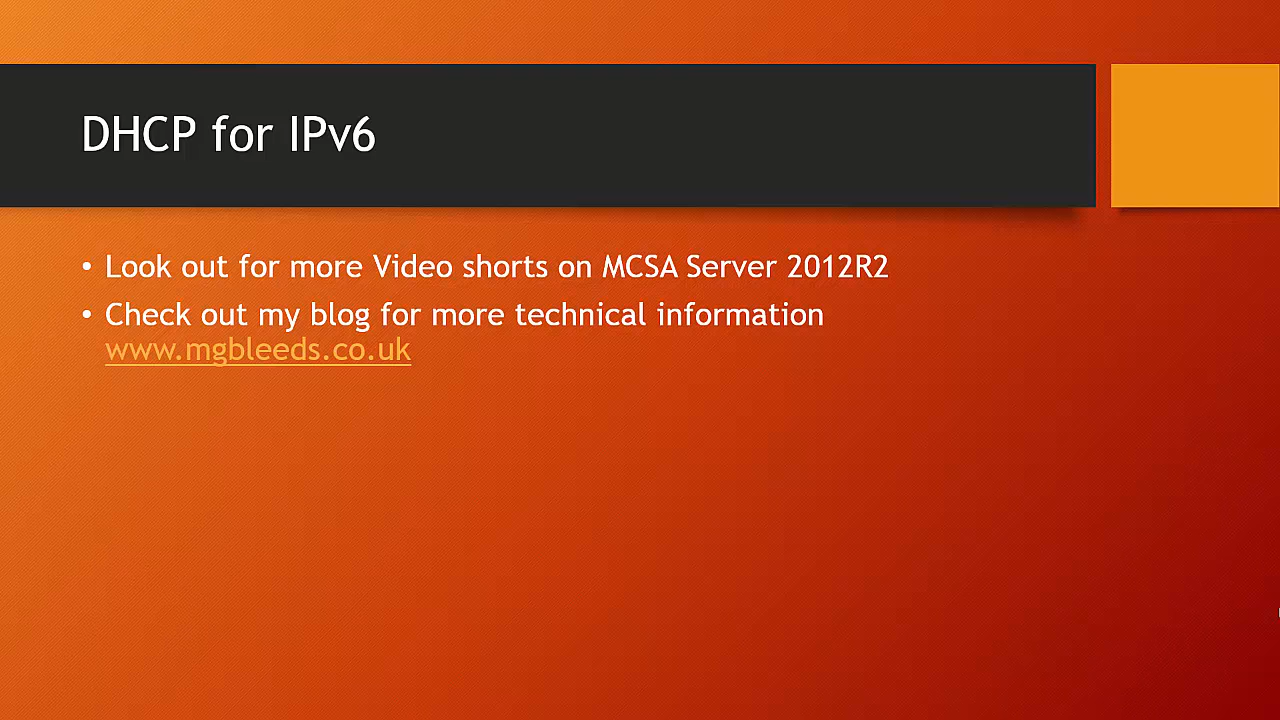 DHCP for IPv6
• Look out for more Video shorts on MCSA Server 2012R2
• Check out my blog for more technical information
www.mgbleeds.co.uk